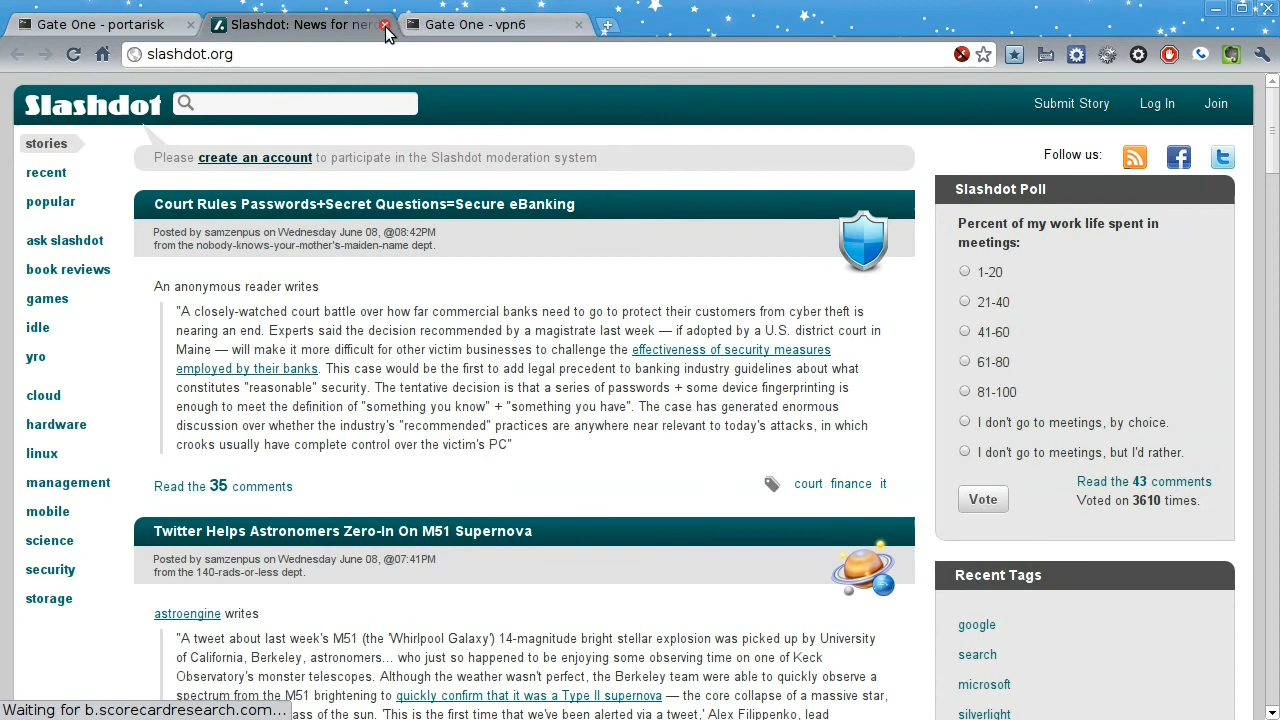 Gate One - portarisk
Slashdot: News for ner
Gate One - vpn6
slashdot.org
Slashdot
Submit Story
Log In
Join
stories
recent
popular
ask slashdot
book reviews
games
idle
yro
cloud
hardware
linux
management
mobile
science
security
storage
Please create an account to participate in the Slashdot moderation system
Court Rules Passwords+Secret Questions=Secure eBanking
Posted by samzenpus on Wednesday June 08, @08:42PM
from the nobody-knows-your-mother's-maiden-name dept.
An anonymous reader writes
"A closely-watched court battle over how far commercial banks need to go to protect their customers from cyber theft is
nearing an end. Experts said the decision recommended by a magistrate last week — if adopted by a U.S. district court in
Maine — will make it more difficult for other victim businesses to challenge the effectiveness of security measures
employed by their banks. This case would be the first to add legal precedent to banking industry guidelines about what
constitutes "reasonable" security. The tentative decision is that a series of passwords + some device fingerprinting is
enough to meet the definition of "something you know" + "something you have". The case has generated enormous
discussion over whether the industry's "recommended" practices are anywhere near relevant to today's attacks, in which
crooks usually have complete control over the victim's PC"
Read the 35 comments
court finance it
Twitter Helps Astronomers Zero-In On M51 Supernova
Posted by samzenpus on Wednesday June 08, @07:41PM
from the 140-rads-or-less dept.
astroengine writes
"A tweet about last week's M51 (the 'Whirlpool Galaxy') 14-magnitude bright stellar explosion was picked up by University
of California, Berkeley, astronomers... who just so happened to be enjoying some observing time on one of Keck
Observatory's monster telescopes. Although the weather wasn't perfect, the Berkeley team were able to quickly observe a
spectrum from the M51 brightening to quickly confirm that it was a Type II supernova — the core collapse of a massive star,
ass of the sun. 'This is the first time that we've been alerted via a tweet,' Alex Filippenko, lead
Follow us:
Slashdot Poll
Percent of my work life spent in
meetings:
1-20
21-40
41-60
61-80
81-100
I don't go to meetings, by choice.
I don't go to meetings, but I'd rather.
Vote
Read the 43 comments
Voted on 3610 times.
Recent Tags
google
search
microsoft
silverlight
Waiting for b.scorecardresearch.com...